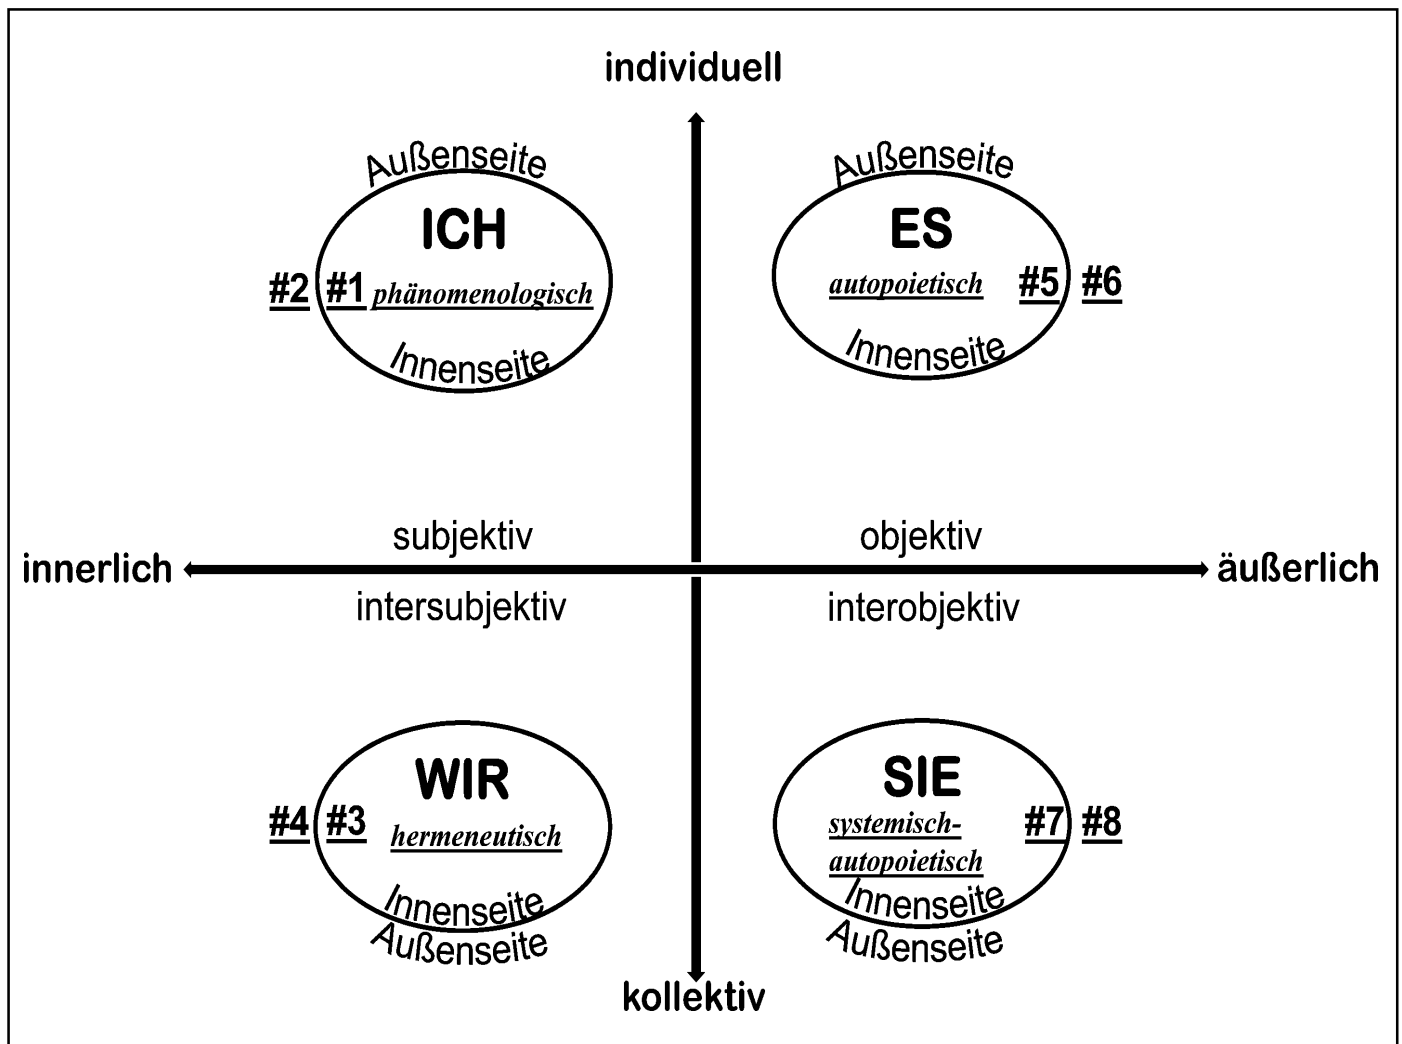 individuell
Außenseite
ICH
#2 #1 phänomenologisch
Innenseite
Außenseite
ES
autopoietisch #5 #6
Innenseite
subjektiv
objektiv
innerlich
äußerlich
intersubjektiv
interobjektiv
WIR
#4 #3 hermeneutisch
Innenseite
Außenseite
SIE
systemisch- #7 #8
autopoietisch
Innenseite
Außenseite
kollektiv